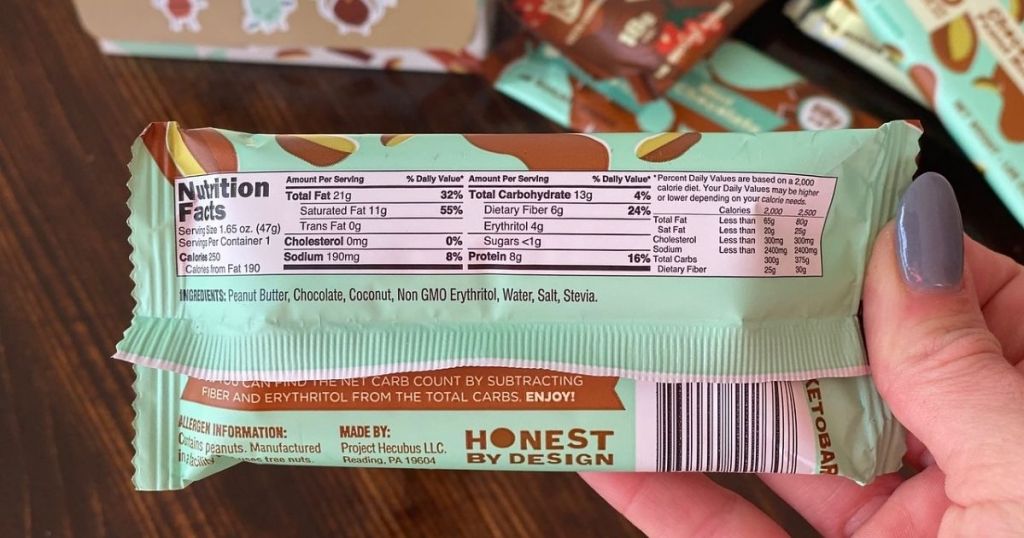 Nutrition
Facts
Serving Size 1.65 oz. (47g)
Servings Per Container 1
Calories 250
Calories from Fat 190
Amount Per Serving % Daily Value*
Total Fat 21g 32%
Saturated Fat 11g 55%
Trans Fat 0g
Cholesterol 0mg 0%
Sodium 190mg 8%
Amount Per Serving % Daily Value*
Total Carbohydrate 13g 4%
Dietary Fiber 6g 24%
Erythritol 4g
Sugars <1g
Protein 8g 16%
*Percent Daily Values are based on a 2,000
calorie diet. Your Daily Values may be higher
or lower depending on your calorie needs.
Calories 2,000 2,500
Total Fat Less than 65g 80g
Sat Fat Less than 20g 25g
Cholesterol Less than 300mg 300mg
Sodium Less than 2400mg 2400mg
Total Carbs 300g 375g
Dietary Fiber 25g 30g
INGREDIENTS: Peanut Butter, Chocolate, Coconut, Non GMO Erythritol, Water, Salt, Stevia.
YOU CAN FIND THE NET CARB COUNT BY SUBTRACTING
FIBER AND ERYTHRITOL FROM THE TOTAL CARBS. ENJOY!
ALLERGEN INFORMATION:
Contains peanuts. Manufactured
tree nuts.
MADE BY:
Project Hecubus LLC.
Reading, PA 19604
HONEST
BY DESIGN
KETOBAR